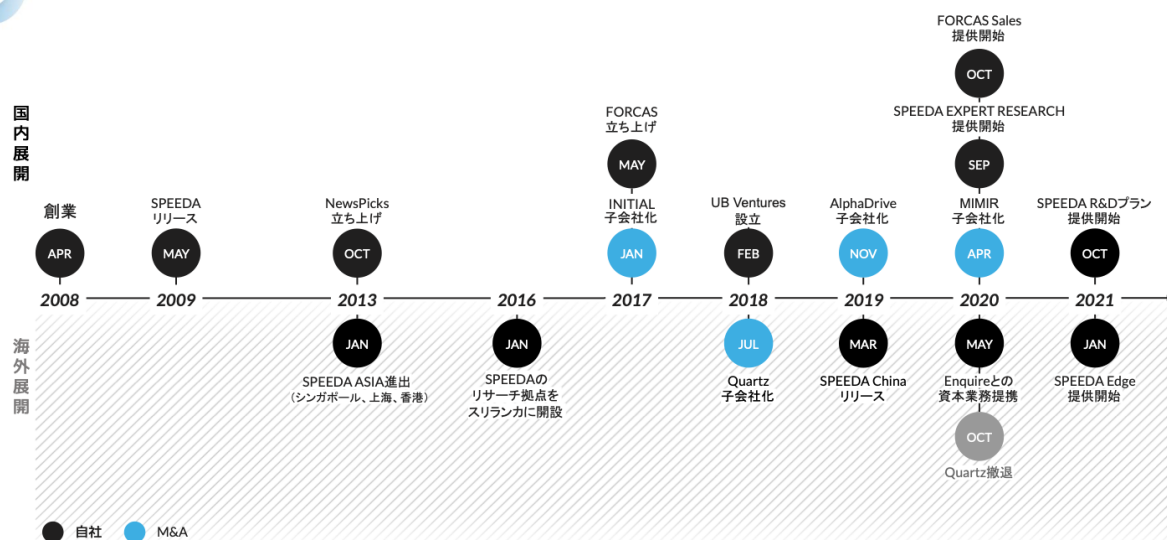 国内展開
FORCAS Sales
提供開始
OCT
SPEEDA EXPERT RESEARCH
提供開始
SEP
FORCAS
立ち上げ
MAY
創業
APR
SPEEDA
リリース
MAY
NewsPicks
立ち上げ
OCT
INITIAL
子会社化
JAN
UB Ventures
設立
FEB
AlphaDrive
子会社化
NOV
MIMIR
子会社化
APR
SPEEDA R&Dプラン
提供開始
OCT
2008 2009 2013 2016 2017 2018 2019 2020 2021
海外展開
JAN
SPEEDA ASIA進出
(シンガポール、上海、香港)
JAN
SPEEDAの
リサーチ拠点を
スリランカに開設
JUL
Quartz
子会社化
MAR
SPEEDA China
リリース
MAY
Enquireとの
資本業務提携
OCT
Quartz撤退
JAN
SPEEDA Edge
提供開始
自社
M&A